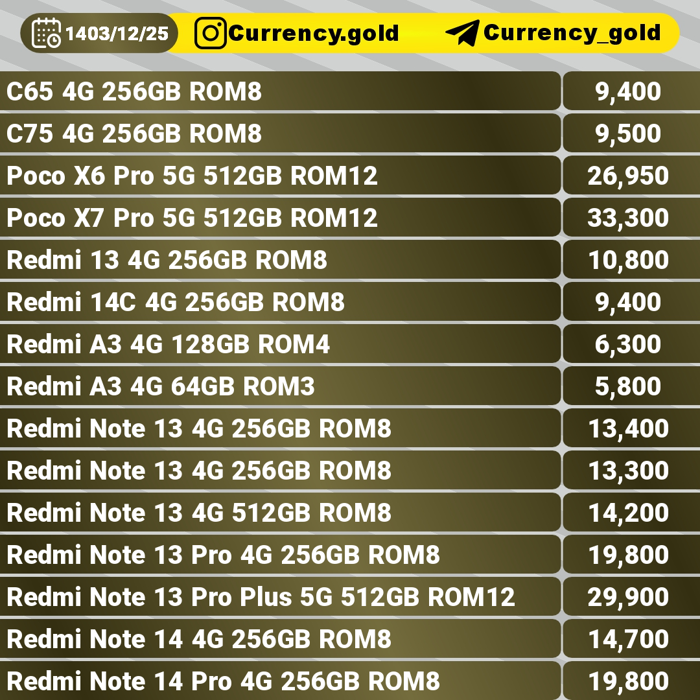 1403/12/25 Currency.gold Currency_gold
C65 4G 256GB ROM8 9,400
C75 4G 256GB ROM8 9,500
Poco X6 Pro 5G 512GB ROM12 26,950
Poco X7 Pro 5G 512GB ROM12 33,300
Redmi 13 4G 256GB ROM8 10,800
Redmi 14C 4G 256GB ROM8 9,400
Redmi A3 4G 128GB ROM4 6,300
Redmi A3 4G 64GB ROM3 5,800
Redmi Note 13 4G 256GB ROM8 13,400
Redmi Note 13 4G 256GB ROM8 13,300
Redmi Note 13 4G 512GB ROM8 14,200
Redmi Note 13 Pro 4G 256GB ROM8 19,800
Redmi Note 13 Pro Plus 5G 512GB ROM12 29,900
Redmi Note 14 4G 256GB ROM8 14,700
Redmi Note 14 Pro 4G 256GB ROM8 19,800